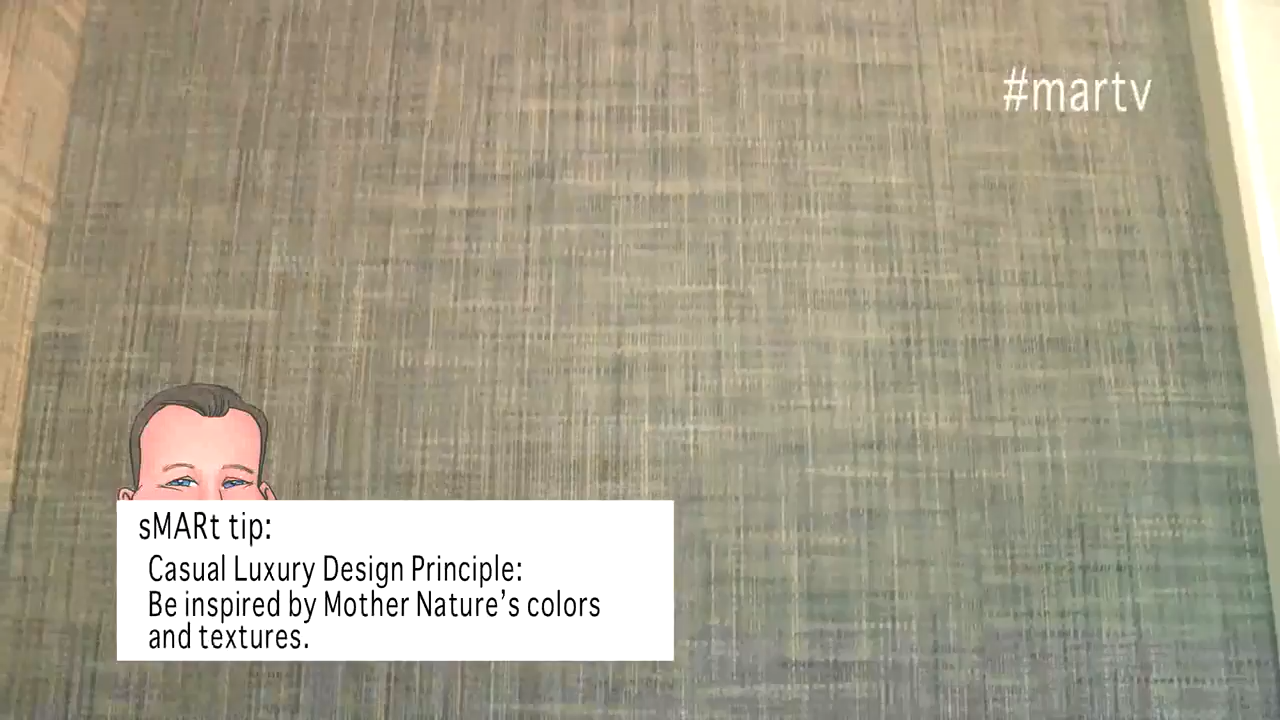 #martv
sMARt tip:
Casual Luxury Design Principle:
Be inspired by Mother Nature’s colors
and textures.